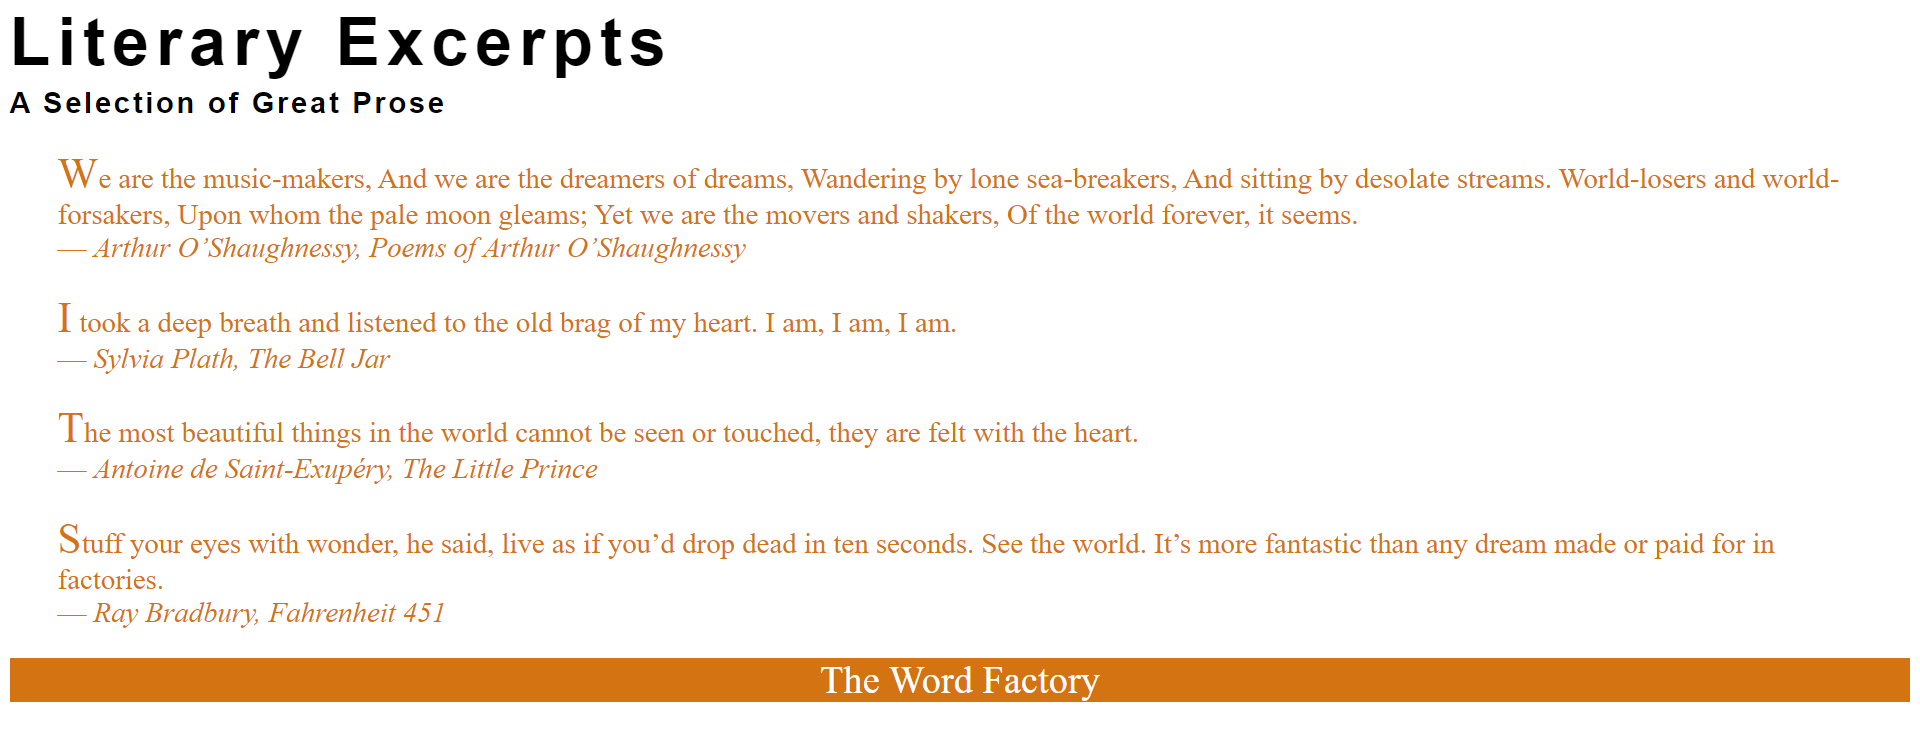 Literary Excerpts
A Selection of Great Prose
We are the music-makers, And we are the dreamers of dreams, Wandering by lone sea-breakers, And sitting by desolate streams. World-losers and world-
forsakers, Upon whom the pale moon gleams; Yet we are the movers and shakers, Of the world forever, it seems.
— Arthur O’Shaughnessy, Poems of Arthur O’Shaughnessy
I took a deep breath and listened to the old brag of my heart. I am, I am, I am.
— Sylvia Plath, The Bell Jar
The most beautiful things in the world cannot be seen or touched, they are felt with the heart.
— Antoine de Saint-Exupéry, The Little Prince
Stuff your eyes with wonder, he said, live as if you’d drop dead in ten seconds. See the world. It’s more fantastic than any dream made or paid for in
factories.
— Ray Bradbury, Fahrenheit 451
The Word Factory